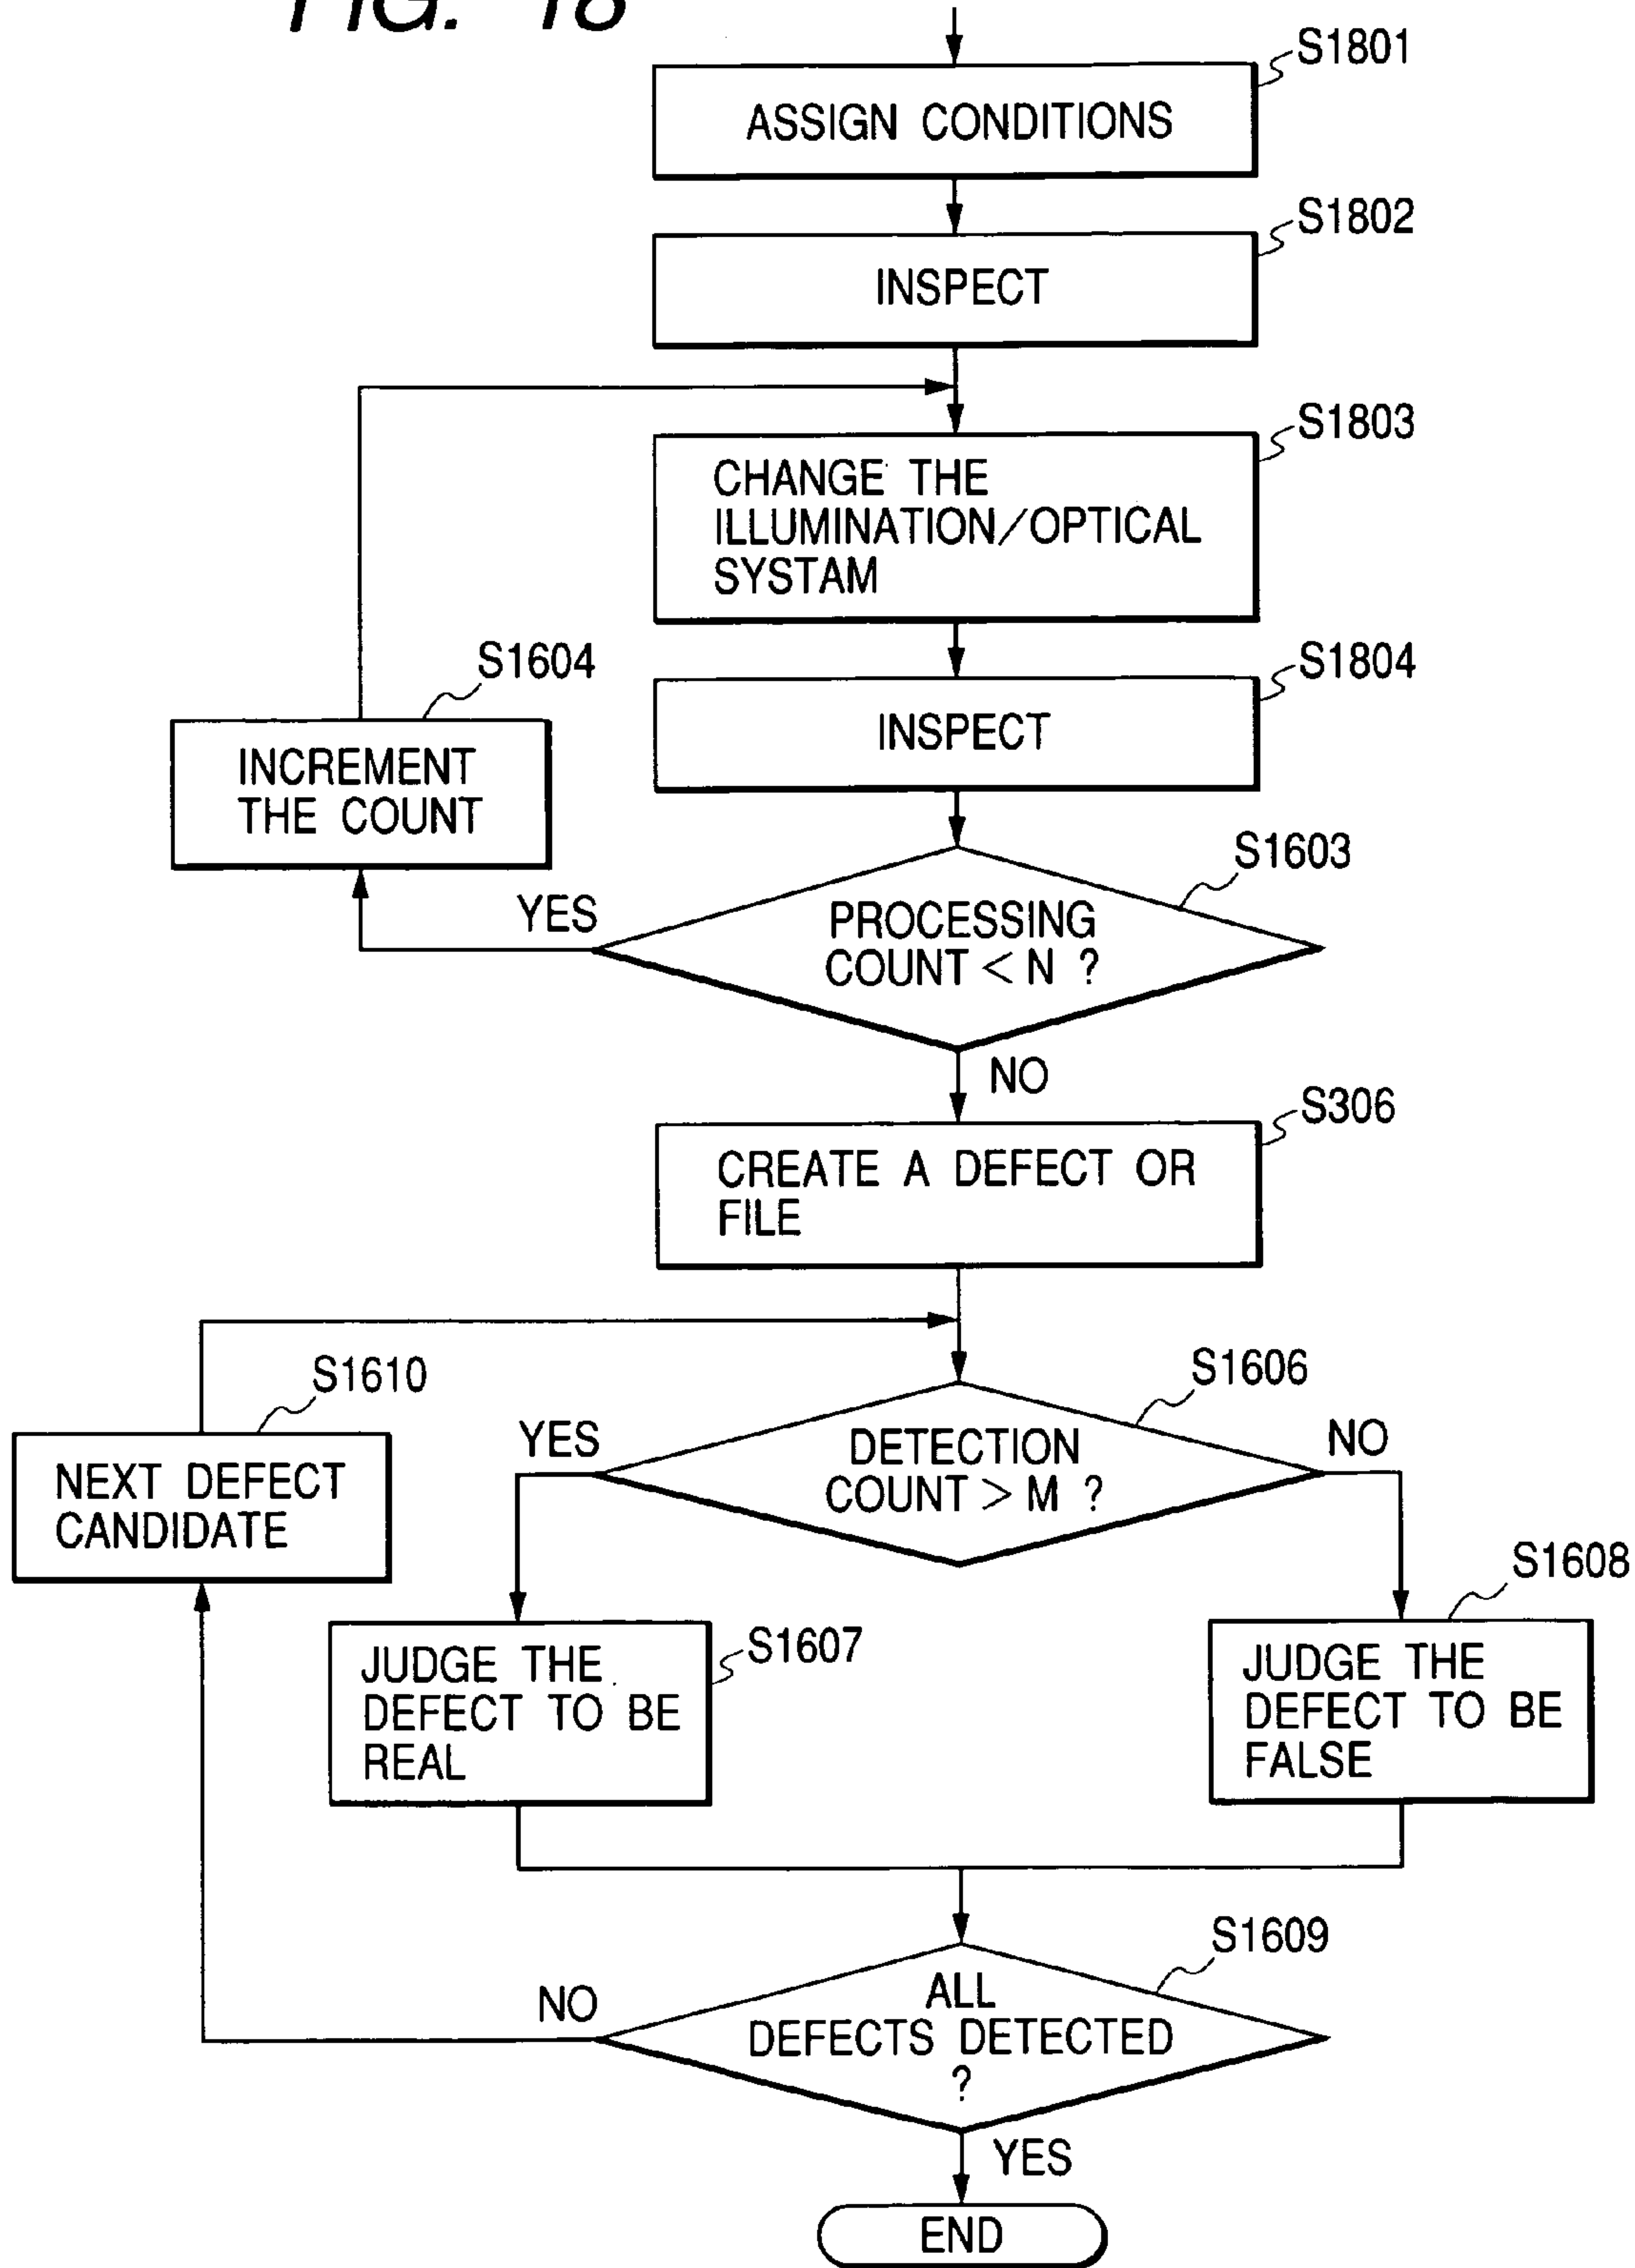 FIG. 18
S1801
ASSIGN CONDITIONS
S1802
INSPECT
S1803
CHANGE THE
ILLUMINATION/OPTICAL
SYSTAM
S1604
S1804
INCREMENT
THE COUNT
INSPECT
S1603
YES
PROCESSING
COUNT < N ?
NO
S306
CREATE A DEFECT OR
FILE
S1610
S1606
NEXT DEFECT
CANDIDATE
YES
DETECTION
COUNT > M ?
NO
S1607
S1608
JUDGE THE
DEFECT TO BE
REAL
JUDGE THE
DEFECT TO BE
FALSE
S1609
NO
ALL
DEFECTS DETECTED
?
YES
END